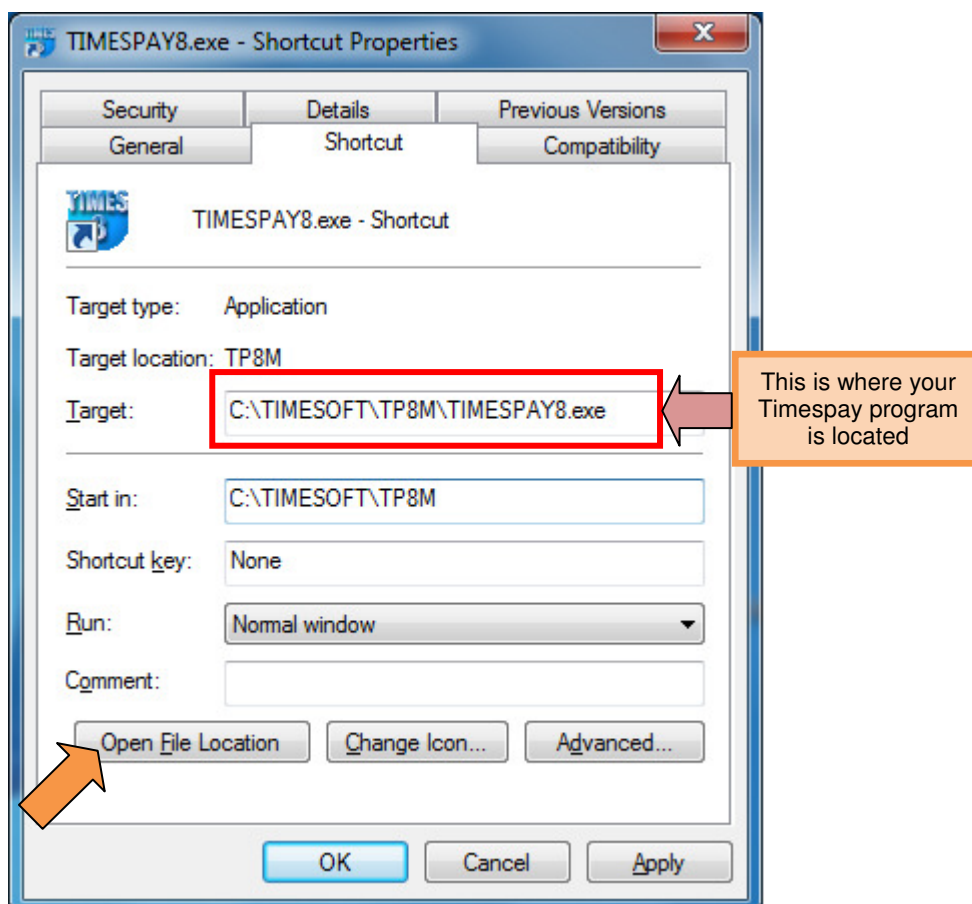 TIMESPAY8.exe - Shortcut Properties
Security Details Previous Versions
General Shortcut Compatibility
TIMES
TIMESPAY8.exe - Shortcut
Target type: Application
Target location: TP8M
Target: C:\TIMESOFT\TP8M\TIMESPAY8.exe
This is where your
Timespay program
is located
Start in: C:\TIMESOFT\TP8M
Shortcut key: None
Run: Normal window
Comment:
Open File Location Change Icon... Advanced...
OK Cancel Apply